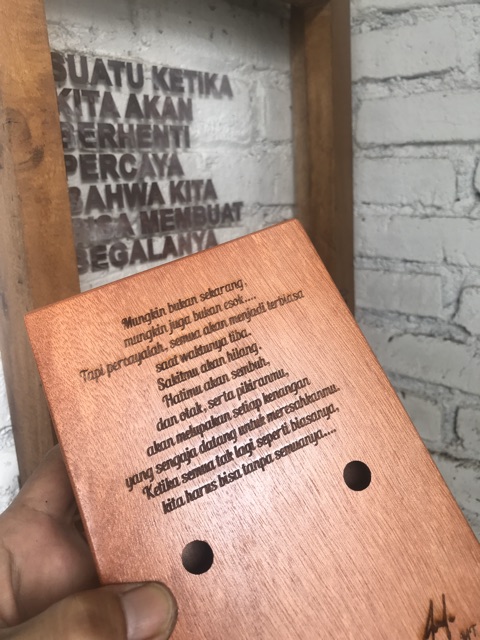 SUATU KETIKA
KITA AKAN
BERHENTI
PERCAYA
BAHWA KITA
BISA MEMBUAT
SEGALANYA
Mungkin bukan sekarang,
mungkin juga bukan esok....
Tapi percayalah, semua akan menjadi terbiasa
saat waktunya tiba.
Sakitmu akan hilang,
Hatimu akan sembuh,
dan otak, serta pikiranmu,
akan melupakan setiap kenangan
yang sengaja datang untuk meresahkanmu.
Ketika semua tak lagi seperti biasanya,
kita harus bisa tanpa semuanya....